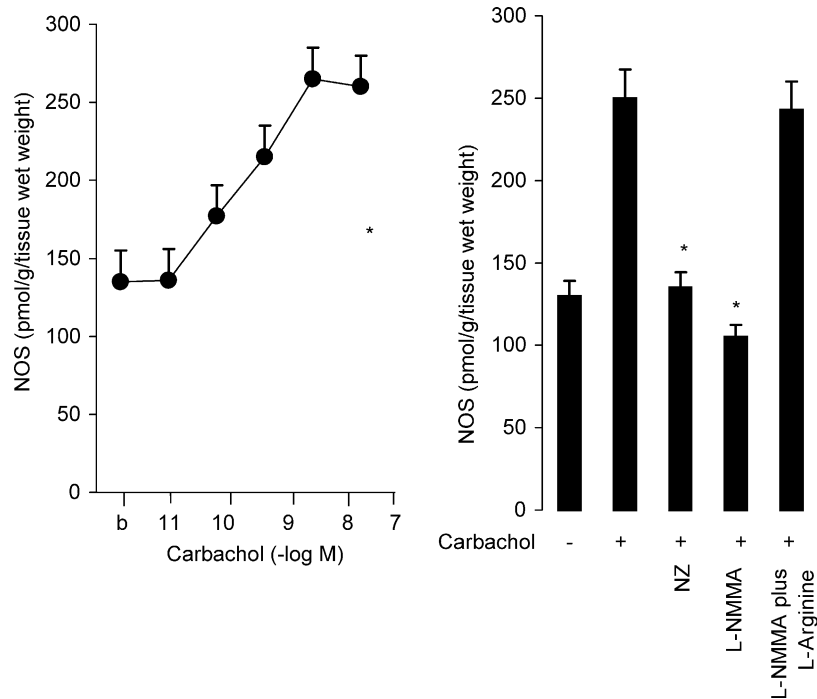 300
250
200
150
100
50
0
NOS (pmol/g/tissue wet weight)
*
b 11 10 9 8 7
Carbachol (-log M)
300
250
200
150
100
50
0
NOS (pmol/g/tissue wet weight)
*
*
Carbachol - + + + +
NZ
L-NMMA
L-NMMA plus
L-Arginine